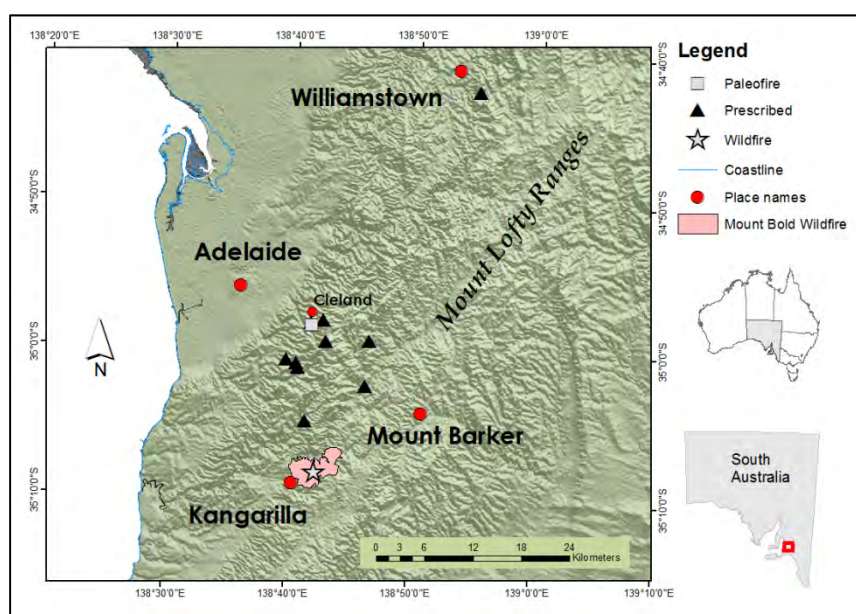 138°20'0"E 138°30'0"E 138°40'0"E 138°50'0"E 139°0'0"E
34°40'0"S
34°50'0"S
34°50'0"S
35°0'0"S
35°0'0"S
35°10'0"S
35°10'0"S
Williamstown
Mount Lofty Ranges
Adelaide
Cleland
Mount Barker
Kangarilla
N
0 3 6 12 18 24
Kilometers
138°30'0"E 138°40'0"E 138°50'0"E 139°0'0"E 139°10'0"E
Legend
Paleofire
Prescribed
Wildfire
Coastline
Place names
Mount Bold Wildfire
South
Australia